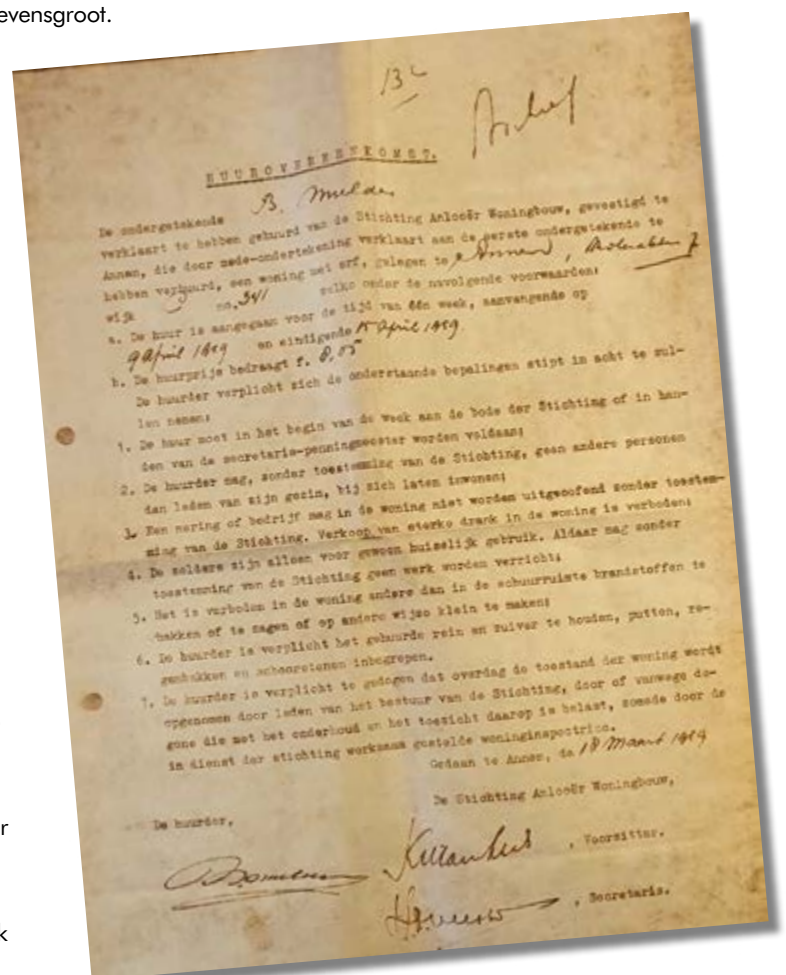 evensgroot.
13
Archief
HUUROVEREENKOMST.
De ondergetekende B. Mulder
verklaart te hebben gehuurd van de Stichting Anlooër Woningbouw, gevestigd te
Annen, die door mede-ondertekening verklaart aan de eerste ondergetekende te
hebben verhuurd, een woning met erf, gelegen te Annen,
wijk no. 341 zulks onder de navolgende voorwaarden:
a. De huur is aangegaan voor de tijd van één week, aanvangende op
9 april 1949 en eindigende 15 April 1949.
b. De huurprijs bedraagt f. 8,05
De huurder verplicht zich de onderstaande bepalingen stipt in acht te zul-
len nemen:
1. De huur moet in het begin van de week aan de bode der Stichting of in han-
den van de secretaris-penningmeester worden voldaan;
2. De huurder mag, zonder toestemming van de Stichting, geen andere personen
dan leden van zijn gezin, bij zich laten inwonen;
3. Een nering of bedrijf mag in de woning niet worden uitgeoefend zonder toestem-
ming van de Stichting. Verkoop van sterke drank in de woning is verboden;
4. De zolders zijn alleen voor gewoon huiselijk gebruik. Aldaar mag zonder
toestemming van de Stichting geen werk worden verricht;
5. Het is verboden in de woning anders dan in de schuurruimte brandstoffen te
hakken of te zagen of op andere wijze klein te maken;
6. De huurder is verplicht het gehuurde rein en zuiver te houden, putten, re-
genbakken en schoorstenen inbegrepen.
7. De huurder is verplicht te gedogen dat overdag de toestand der woning wordt
opgenomen door leden van het bestuur van de Stichting, door of vanwege de-
gene die met het onderhoud en het toezicht daarop is belast, zomede door de
in dienst der stichting werkzaam gestelde woninginspectrice.
Gedaan te Annen, de 18 Maart 1949
De Stichting Anlooër Woningbouw,
De huurder,
, Voorzitter.
, Secretaris.
r
k